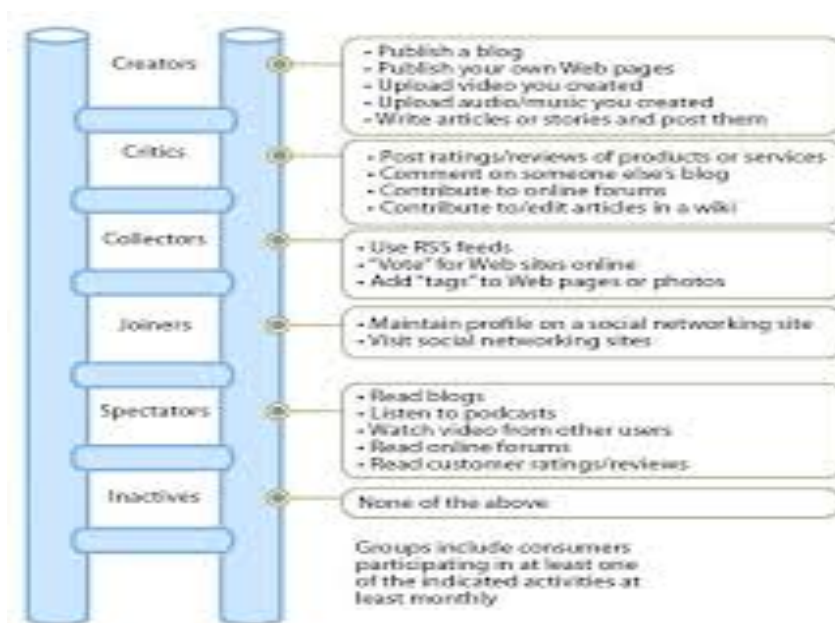 Creators
• Publish a blog
• Publish your own Web pages
• Upload video you created
• Upload audio/music you created
• Write articles or stories and post them
Critics
• Post ratings/reviews of products or services
• Comment on someone else's blog
• Contribute to online forums
• Contribute to/edit articles in a wiki
Collectors
• Use RSS feeds
• "Vote" for Web sites online
• Add "tags" to Web pages or photos
Joiners
• Maintain profile on a social networking site
• Visit social networking sites
Spectators
• Read blogs
• Listen to podcasts
• Watch video from other users
• Read online forums
• Read customer ratings/reviews
Inactives
None of the above
Groups include consumers
participating in at least one
of the indicated activities at
least monthly